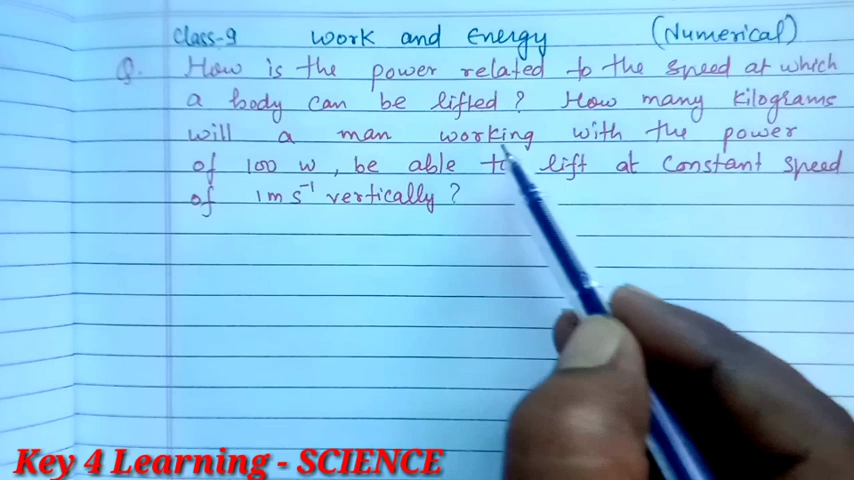 Class-9 Work and Energy (Numerical)
Q. How is the power related to the speed at which
a body can be lifted? How many kilograms
will a man working with the power
of 100 W, be able to lift at constant speed
of 1m s⁻¹ vertically?
Key 4 Learning - SCIENCE